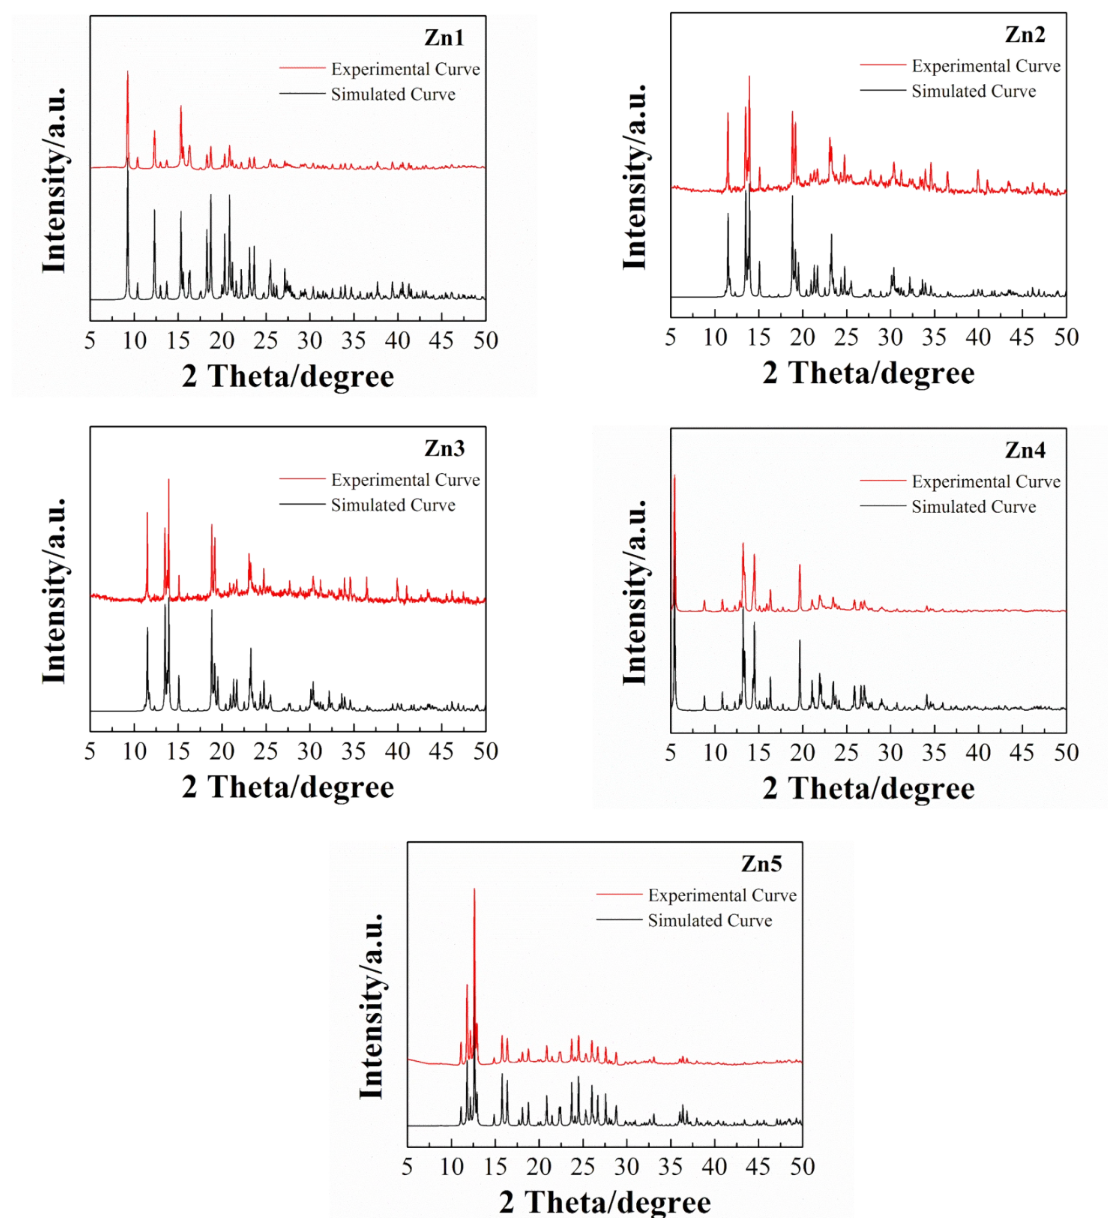 Zn1
Experimental Curve
Simulated Curve
Intensity/a.u.
5 10 15 20 25 30 35 40 45 50
2 Theta/degree
Zn2
Experimental Curve
Simulated Curve
Intensity/a.u.
5 10 15 20 25 30 35 40 45 50
2 Theta/degree
Zn3
Experimental Curve
Simulated Curve
Intensity/a.u.
5 10 15 20 25 30 35 40 45 50
2 Theta/degree
Zn4
Experimental Curve
Simulated Curve
Intensity/a.u.
5 10 15 20 25 30 35 40 45 50
2 Theta/degree
Zn5
Experimental Curve
Simulated Curve
Intensity/a.u.
5 10 15 20 25 30 35 40 45 50
2 Theta/degree